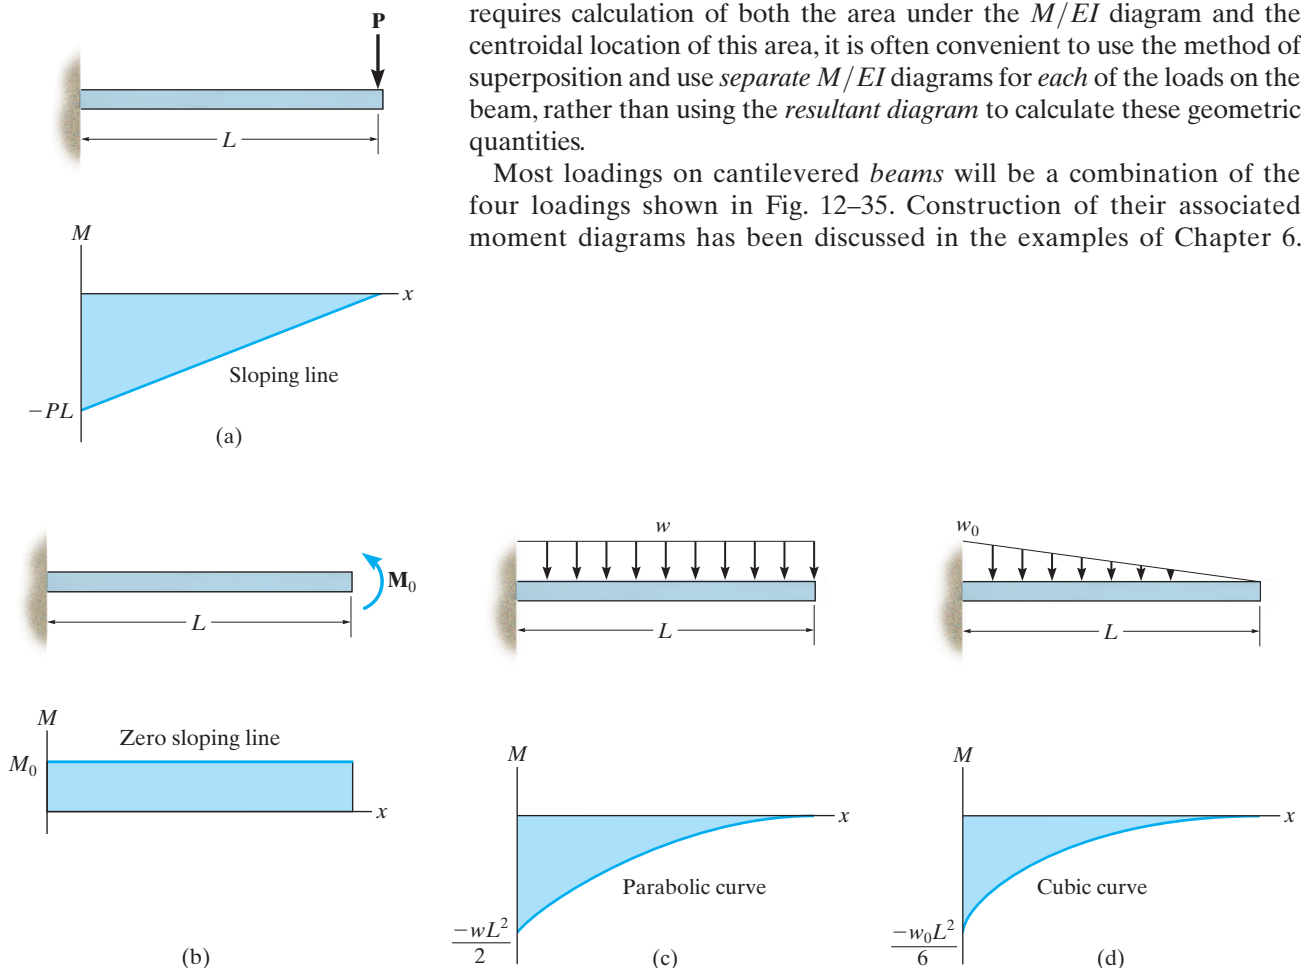 requires calculation of both the area under the M/EI diagram and the
centroidal location of this area, it is often convenient to use the method of
superposition and use separate M/EI diagrams for each of the loads on the
beam, rather than using the resultant diagram to calculate these geometric
quantities.
Most loadings on cantilevered beams will be a combination of the
four loadings shown in Fig. 12–35. Construction of their associated
moment diagrams has been discussed in the examples of Chapter 6.
P
L
M
x
Sloping line
−PL
(a)
M₀
L
M
Zero sloping line
M₀
x
(b)
w
L
M
x
Parabolic curve
−wL²
2
(c)
w₀
L
M
x
Cubic curve
−w₀L²
6
(d)